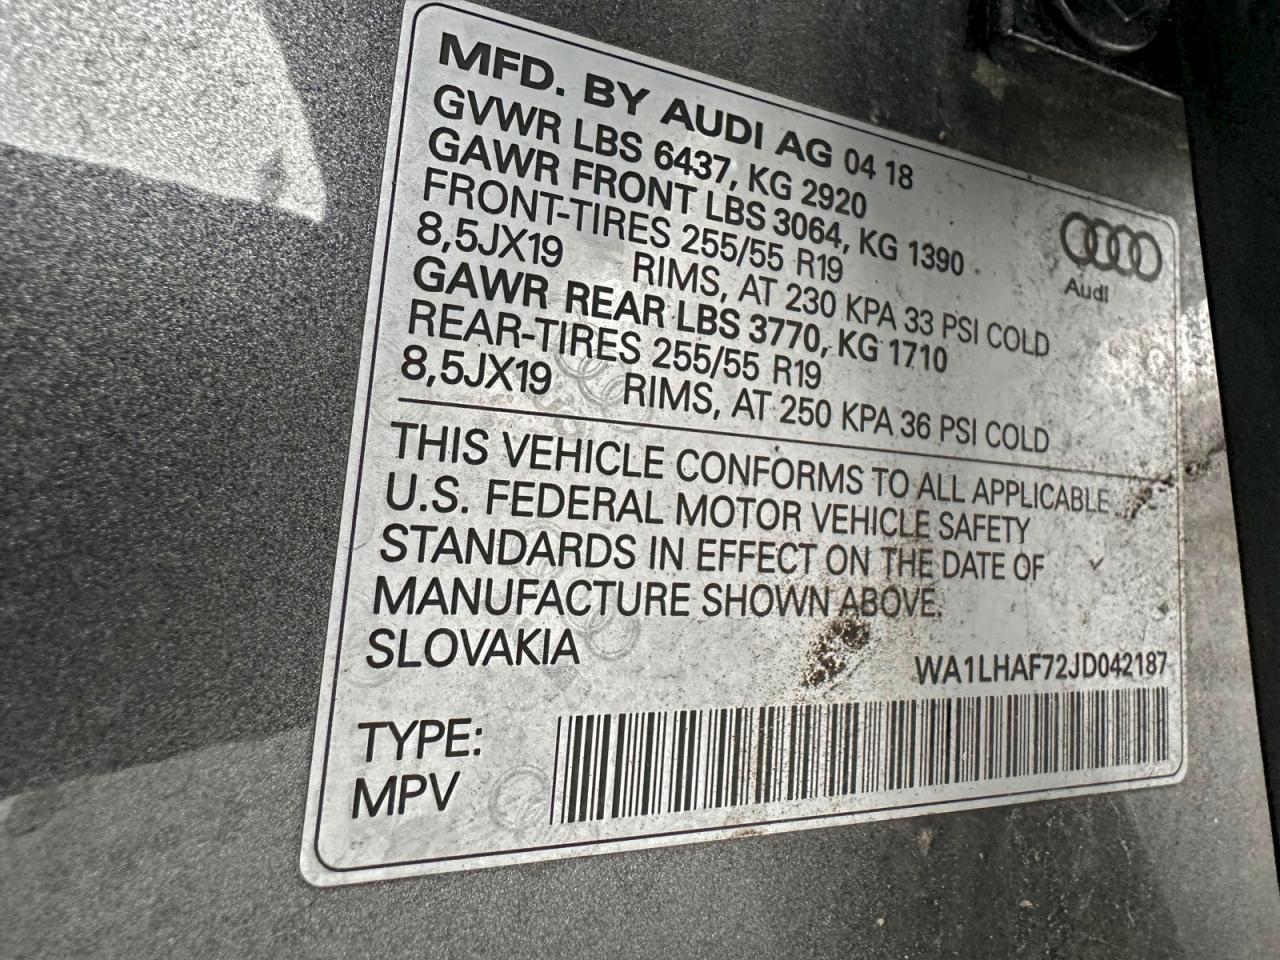 MFD. BY AUDI AG 04 18
GVWR LBS 6437, KG 2920
GAWR FRONT LBS 3064, KG 1390
FRONT-TIRES 255/55 R19
8,5JX19 RIMS, AT 230 KPA 33 PSI COLD
GAWR REAR LBS 3770, KG 1710
REAR-TIRES 255/55 R19
8,5JX19 RIMS, AT 250 KPA 36 PSI COLD
Audi
THIS VEHICLE CONFORMS TO ALL APPLICABLE
U.S. FEDERAL MOTOR VEHICLE SAFETY
STANDARDS IN EFFECT ON THE DATE OF
MANUFACTURE SHOWN ABOVE.
SLOVAKIA
WA1LHAF72JD042187
TYPE:
MPV